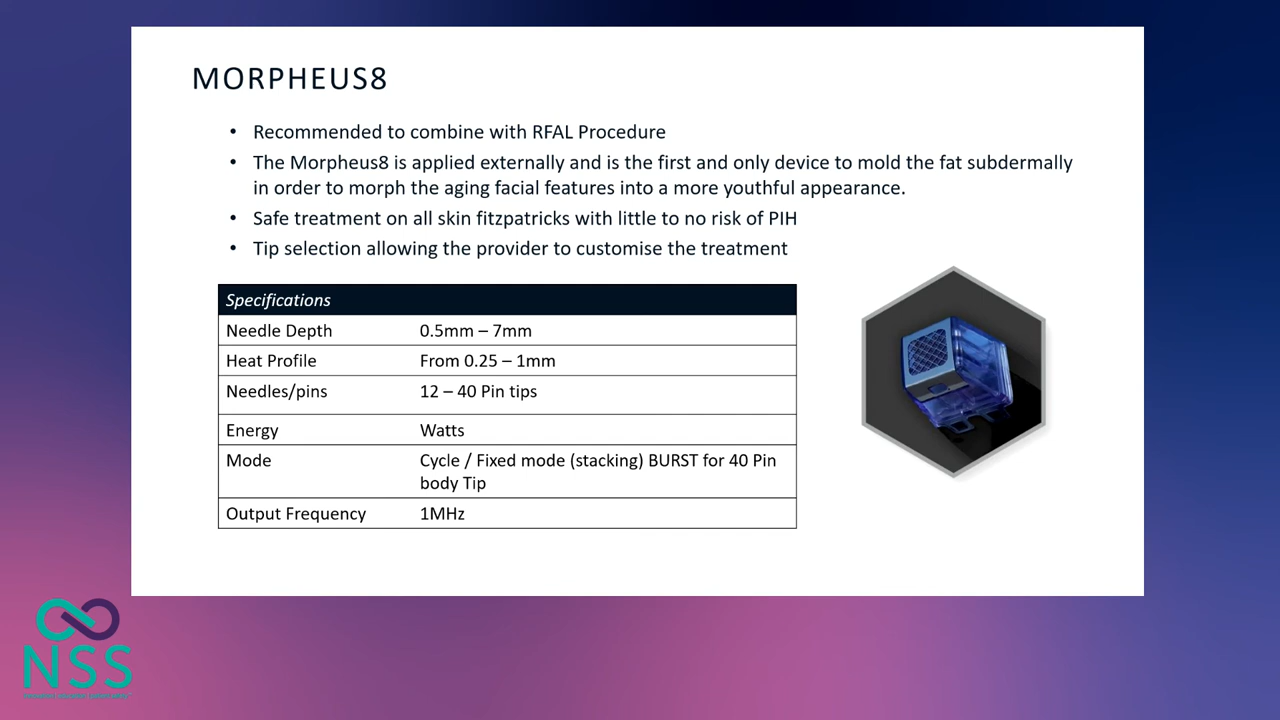 MORPHEUS8
• Recommended to combine with RFAL Procedure
• The Morpheus8 is applied externally and is the first and only device to mold the fat subdermally
in order to morph the aging facial features into a more youthful appearance.
• Safe treatment on all skin fitzpatricks with little to no risk of PIH
• Tip selection allowing the provider to customise the treatment
Specifications
Needle Depth 0.5mm – 7mm
Heat Profile From 0.25 – 1mm
Needles/pins 12 – 40 Pin tips
Energy Watts
Mode Cycle / Fixed mode (stacking) BURST for 40 Pin
body Tip
Output Frequency 1MHz
NSS